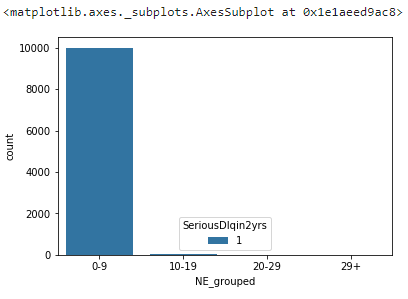 <matplotlib.axes._subplots.AxesSubplot at 0x1e1aeed9ac8>
10000
8000
6000
4000
2000
0
count
SeriousDlqin2yrs
1
0-9 10-19 20-29 29+
NE_grouped